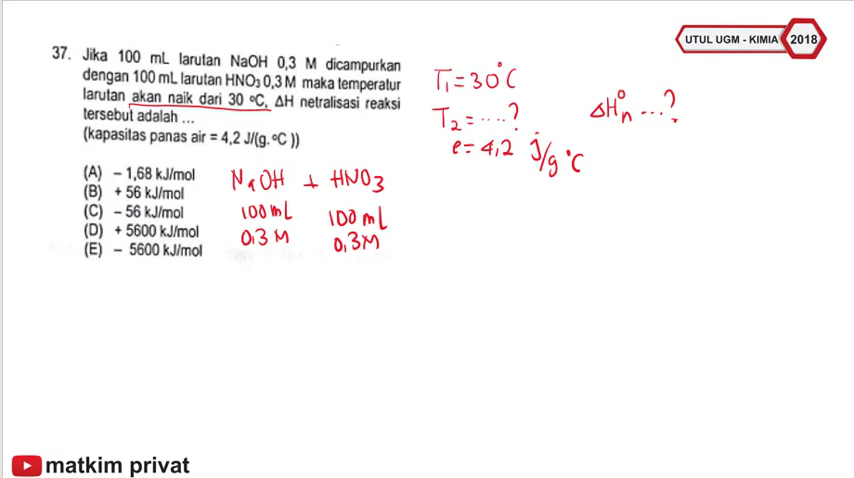 UTUL UGM - KIMIA 2018
37. Jika 100 mL larutan NaOH 0,3 M dicampurkan
dengan 100 mL larutan HNO₃ 0,3 M maka temperatur
larutan akan naik dari 30 °C, ΔH netralisasi reaksi
tersebut adalah ...
(kapasitas panas air = 4,2 J/(g.°C ))
(A) – 1,68 kJ/mol
(B) + 56 kJ/mol
(C) – 56 kJ/mol
(D) + 5600 kJ/mol
(E) – 5600 kJ/mol
NaOH + HNO3
100 mL 100 mL
0,3 M 0,3 M
T₁ = 30°C
T₂ = ....?
c = 4,2 j/g °C
ΔH°n ...?
matkim privat